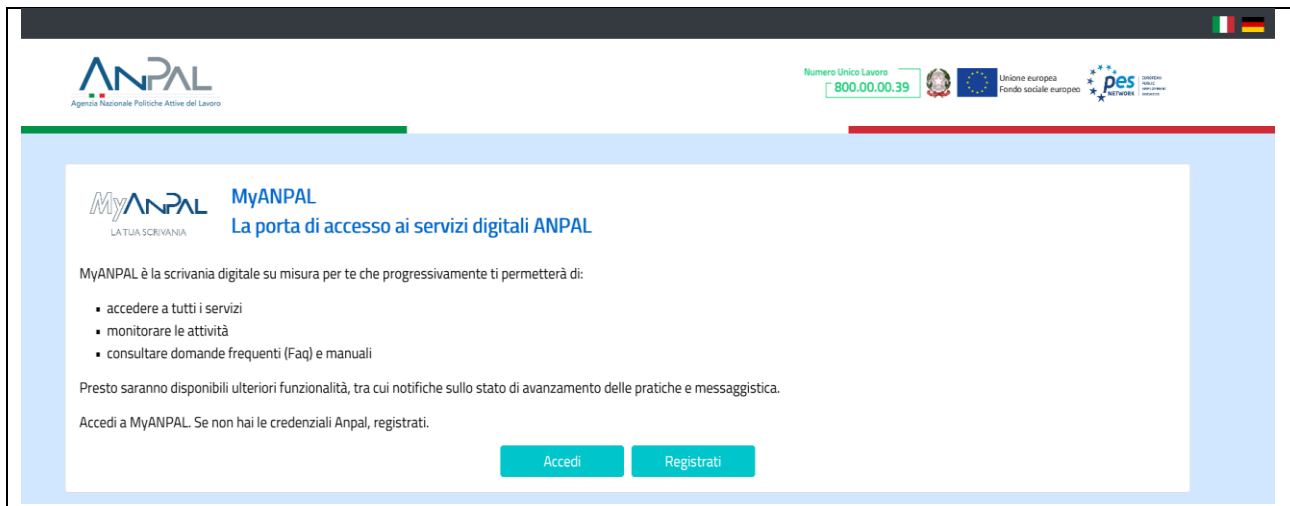 ANPAL
Agenzia Nazionale Politiche Attive del Lavoro
Numero Unico Lavoro
800.00.00.39
Unione europea
Fondo sociale europeo
pes
NETWORK
MyANPAL
LA TUA SCRIVANIA
MyANPAL
La porta di accesso ai servizi digitali ANPAL
MyANPAL è la scrivania digitale su misura per te che progressivamente ti permetterà di:
▪ accedere a tutti i servizi
▪ monitorare le attività
▪ consultare domande frequenti (Faq) e manuali
Presto saranno disponibili ulteriori funzionalità, tra cui notifiche sullo stato di avanzamento delle pratiche e messaggistica.
Accedi a MyANPAL. Se non hai le credenziali Anpal, registrati.
Accedi
Registrati